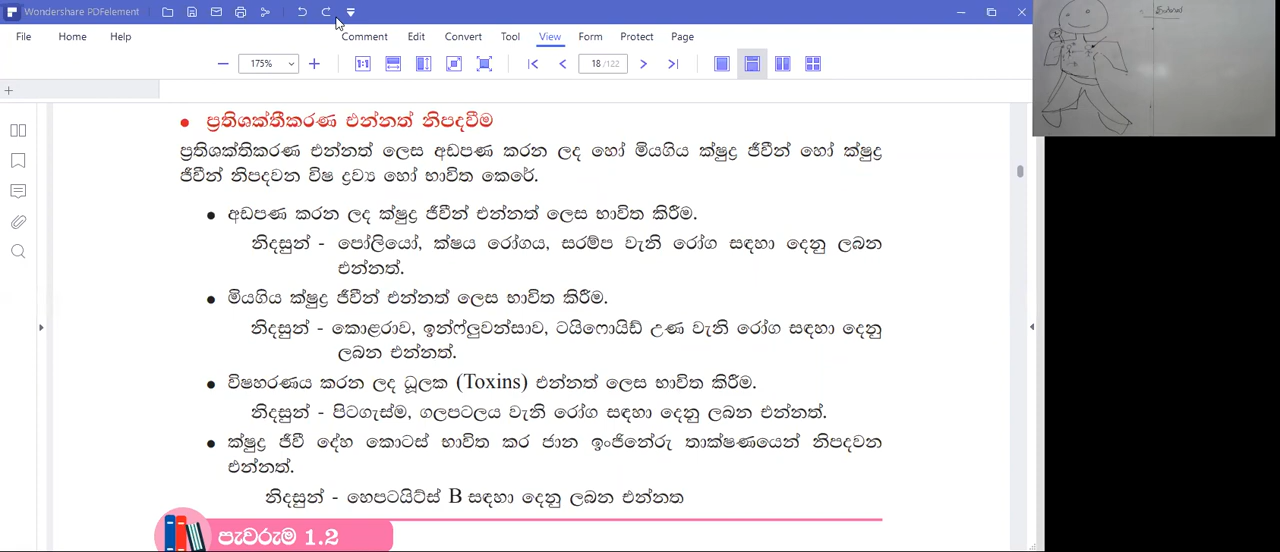 Wondershare PDFelement
File Home Help Comment Edit Convert Tool View Form Protect Page
175% 18 /122
ප්‍රතිශක්තීකරණ එන්නත් නිපදවීම
ප්‍රතිශක්තිකරණ එන්නත් ලෙස අඩපණ කරන ලද හෝ මියගිය ක්ෂුද්‍ර ජීවීන් හෝ ක්ෂුද්‍ර
ජීවීන් නිපදවන විෂ ද්‍රව්‍ය හෝ භාවිත කෙරේ.
• අඩපණ කරන ලද ක්ෂුද්‍ර ජීවීන් එන්නත් ලෙස භාවිත කිරීම.
නිදසුන් - පෝලියෝ, ක්ෂය රෝගය, සරම්ප වැනි රෝග සඳහා දෙනු ලබන
එන්නත්.
• මියගිය ක්ෂුද්‍ර ජීවීන් එන්නත් ලෙස භාවිත කිරීම.
නිදසුන් - කොළරාව, ඉන්ෆ්ලුවන්සාව, ටයිෆොයිඩ් උණ වැනි රෝග සඳහා දෙනු
ලබන එන්නත්.
• විෂහරණය කරන ලද ධූලක (Toxins) එන්නත් ලෙස භාවිත කිරීම.
නිදසුන් - පිටගැස්ම, ගලපටලය වැනි රෝග සඳහා දෙනු ලබන එන්නත්.
• ක්ෂුද්‍ර ජීවී දේහ කොටස් භාවිත කර ජාන ඉංජිනේරු තාක්ෂණයෙන් නිපදවන
එන්නත්.
නිදසුන් - හෙපටයිටිස් B සඳහා දෙනු ලබන එන්නත
පැවරුම 1.2